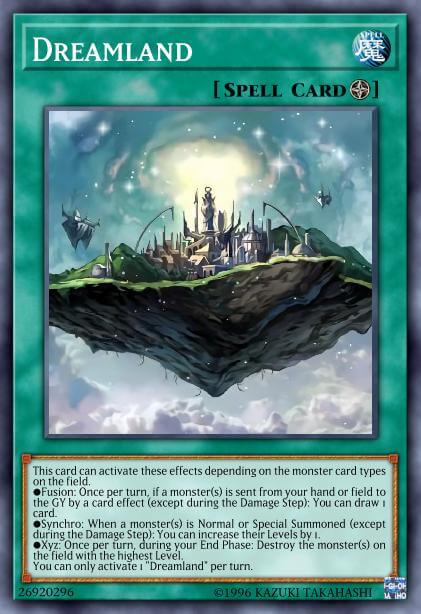 DREAMLAND
SPELL
魔
[SPELL CARD]
This card can activate these effects depending on the monster card types
on the field.
●Fusion: Once per turn, if a monster(s) is sent from your hand or field to
the GY by a card effect (except during the Damage Step): You can draw 1
card.
●Synchro: When a monster(s) is Normal or Special Summoned (except
during the Damage Step): You can increase their Levels by 1.
●Xyz: Once per turn, during your End Phase: Destroy the monster(s) on
the field with the highest Level.
You can only activate 1 "Dreamland" per turn.
26920296
©1996 KAZUKI TAKAHASHI